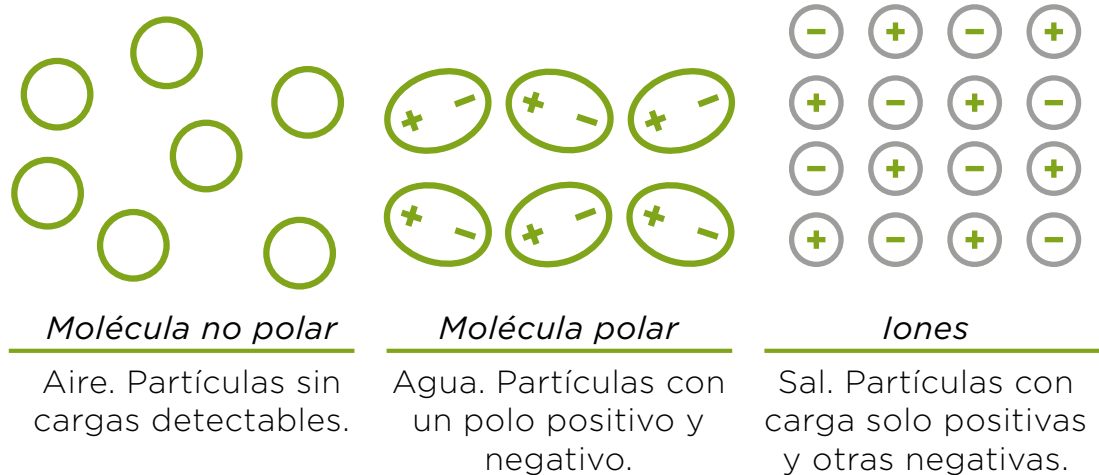 Molécula no polar
Aire. Partículas sin
cargas detectables.
Molécula polar
Agua. Partículas con
un polo positivo y
negativo.
Iones
Sal. Partículas con
carga solo positivas
y otras negativas.